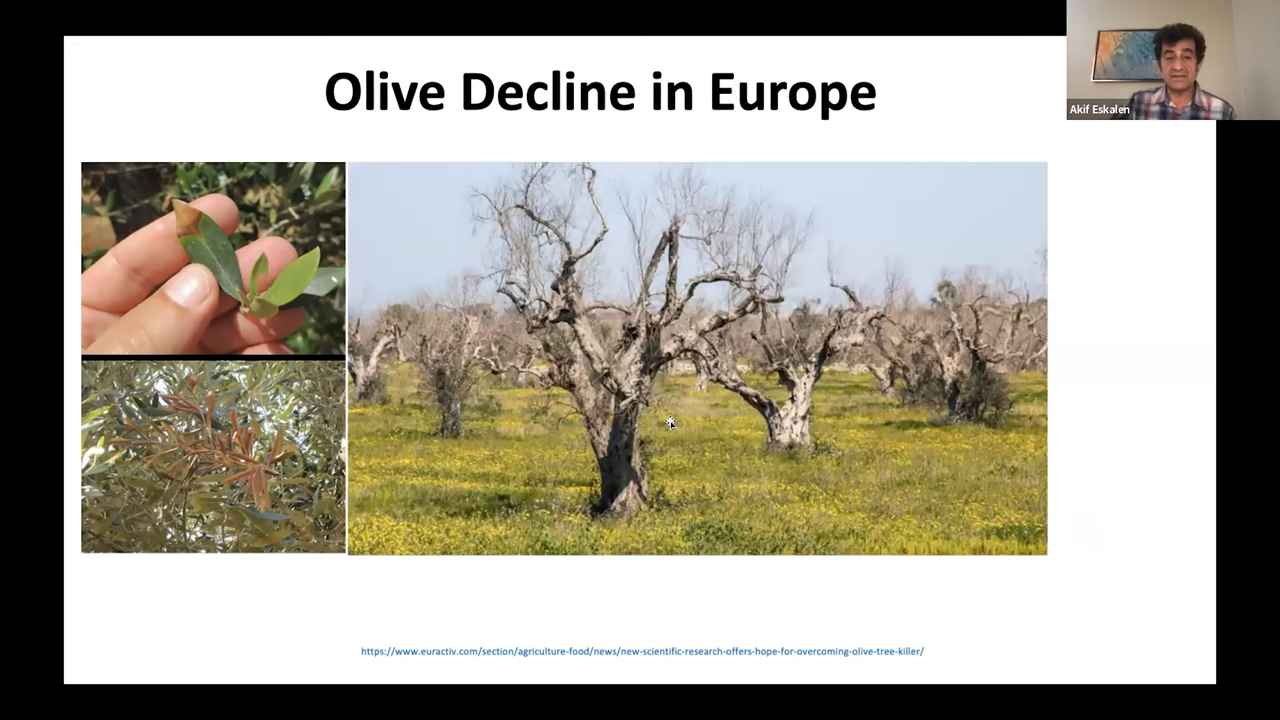 Olive Decline in Europe
Akif Eskalen
https://www.euractiv.com/section/agriculture-food/news/new-scientific-research-offers-hope-for-overcoming-olive-tree-killer/